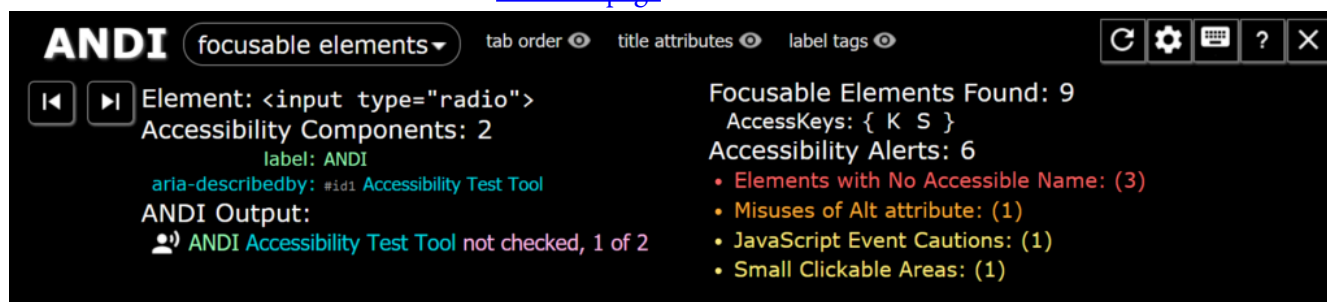 ANDI focusable elements tab order title attributes label tags ?
Element: <input type="radio">
Accessibility Components: 2
label: ANDI
aria-describedby: #id1 Accessibility Test Tool
ANDI Output:
ANDI Accessibility Test Tool not checked, 1 of 2
Focusable Elements Found: 9
AccessKeys: { K S }
Accessibility Alerts: 6
• Elements with No Accessible Name: (3)
• Misuses of Alt attribute: (1)
• JavaScript Event Cautions: (1)
• Small Clickable Areas: (1)